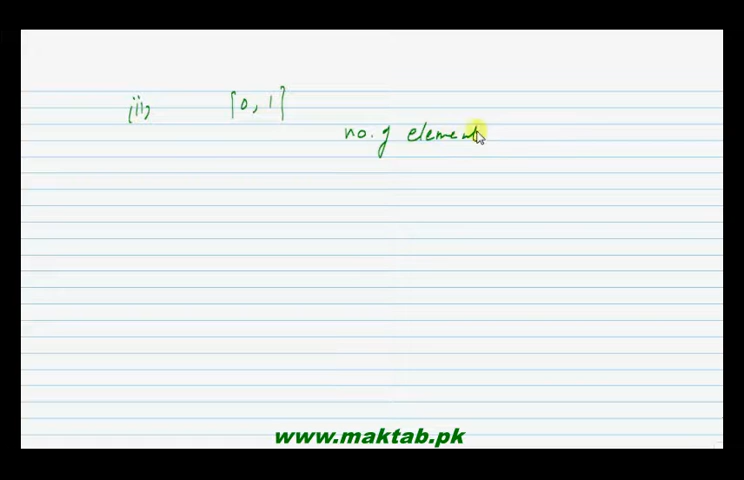 (ii) {0, 1}
no. of element
www.maktab.pk